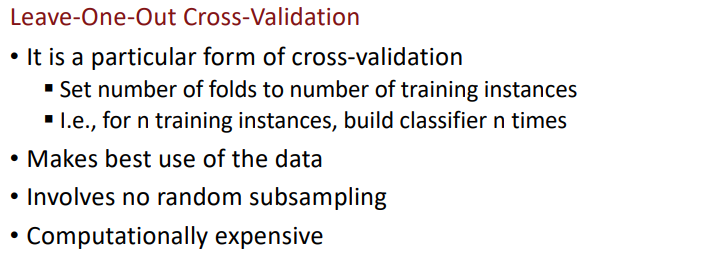 Leave-One-Out Cross-Validation
• It is a particular form of cross-validation
▪ Set number of folds to number of training instances
▪ I.e., for n training instances, build classifier n times
• Makes best use of the data
• Involves no random subsampling
• Computationally expensive